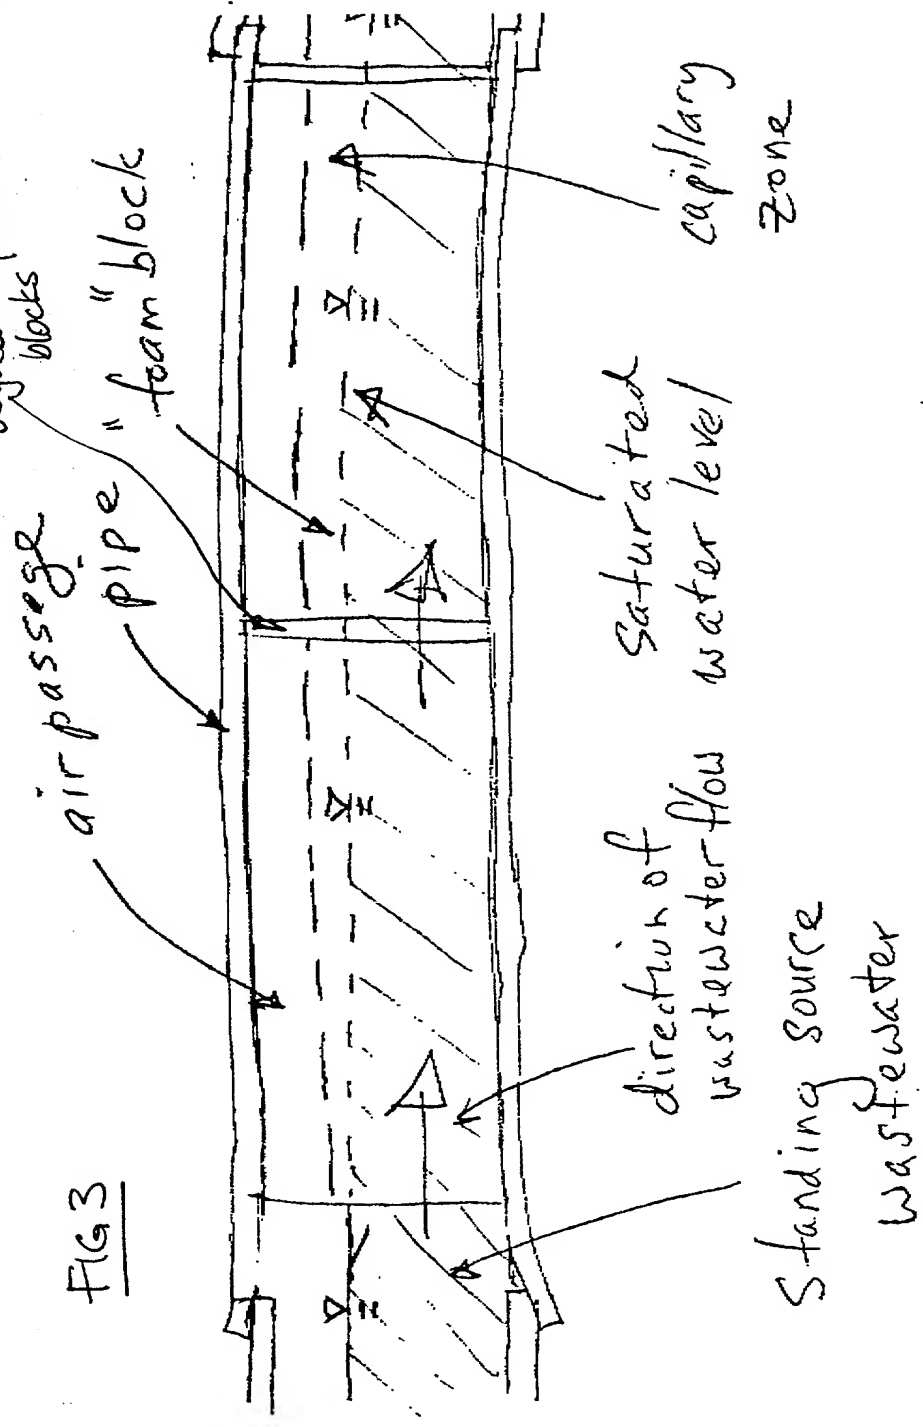 FIG 3
air passage
pipe
blocks
"foam" block
standing source
wastewater
direction of
wastewater flow
Saturated
water level
capillary
zone